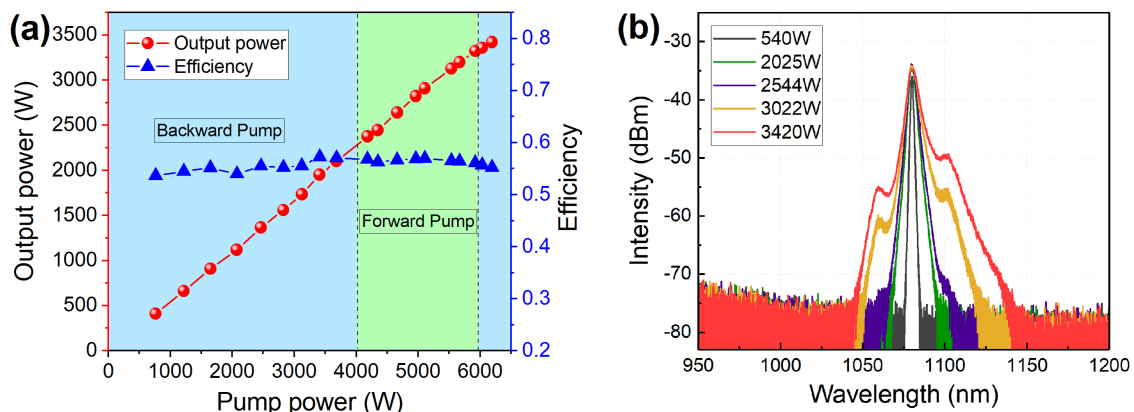 (a)
Output power
Efficiency
Backward Pump
Forward Pump
3500
3000
2500
2000
1500
1000
500
0
0.8
0.7
0.6
0.5
0.4
0.3
0.2
0 1000 2000 3000 4000 5000 6000
Output power (W)
Efficiency
Pump power (W)
(b)
540W
2025W
2544W
3022W
3420W
-30
-40
-50
-60
-70
-80
950 1000 1050 1100 1150 1200
Intensity (dBm)
Wavelength (nm)